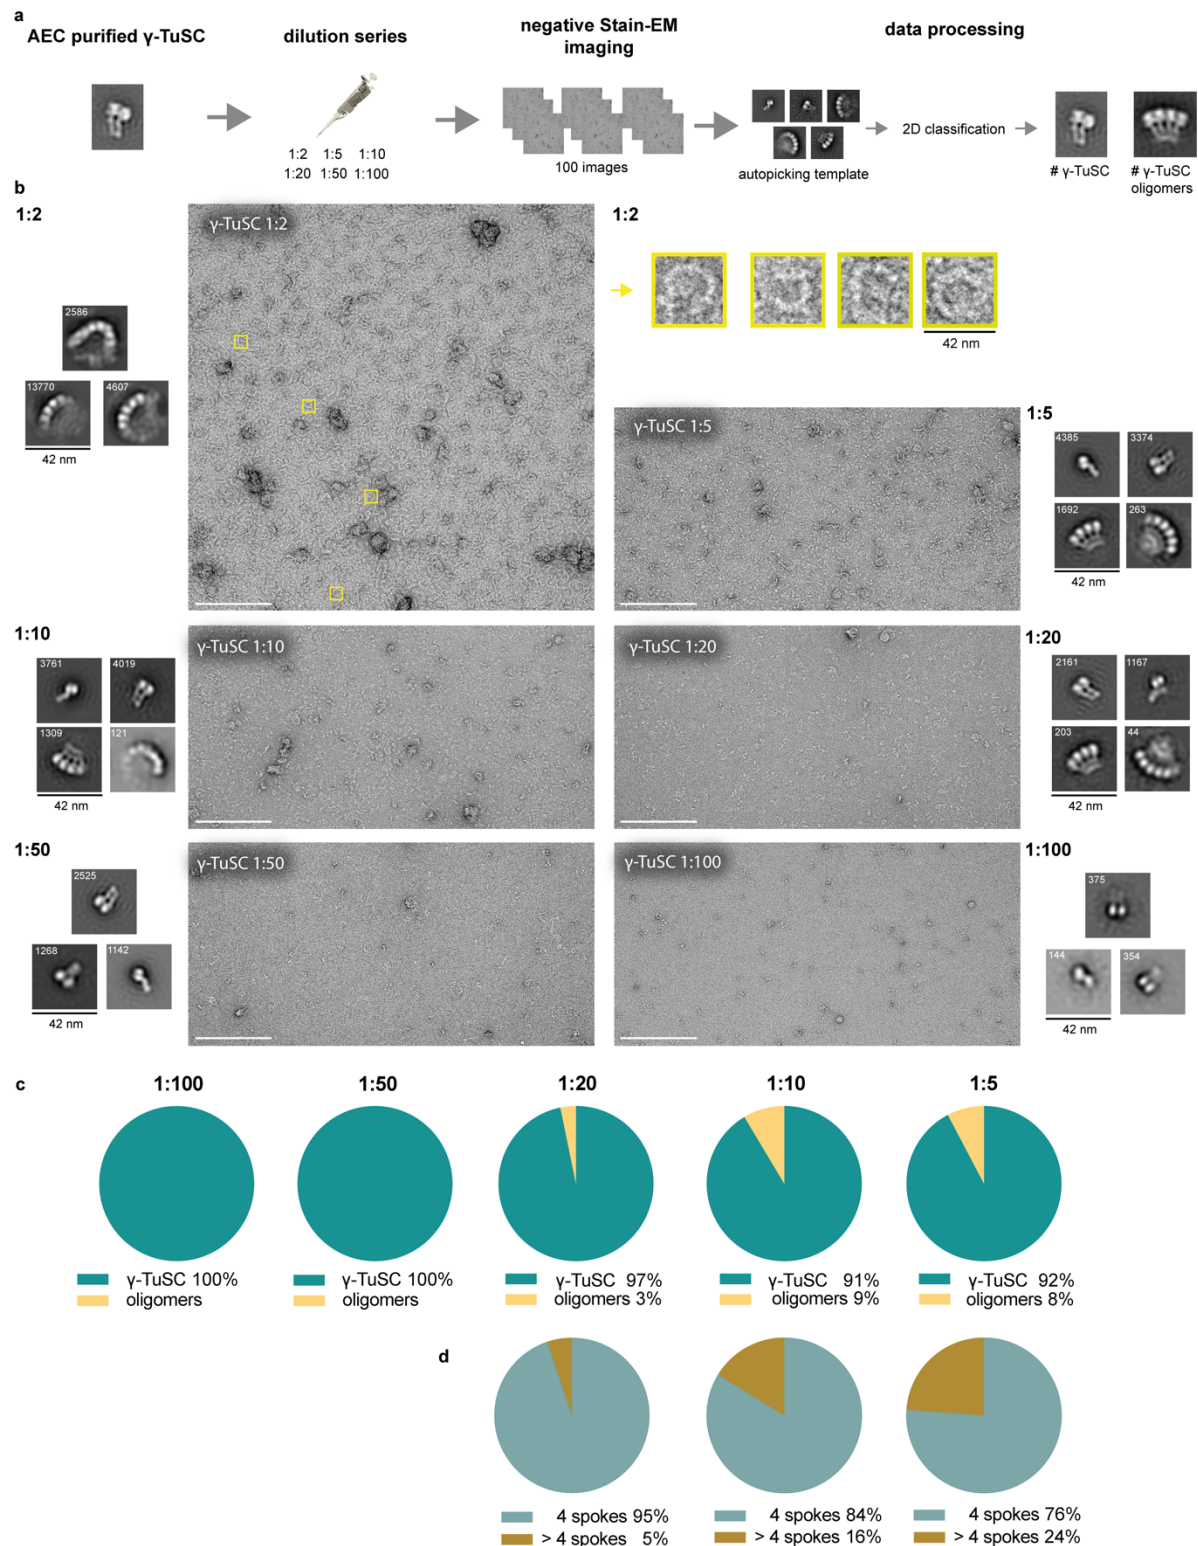 a
AEC purified γ-TuSC
dilution series
negative Stain-EM
imaging
data processing
1:2 1:5 1:10
1:20 1:50 1:100
100 images
autopicking template
2D classification
# γ-TuSC
# γ-TuSC
oligomers
b
1:2
2586
13770
4607
42 nm
γ-TuSC 1:2
1:2
42 nm
γ-TuSC 1:5
1:5
4385
3374
1692
263
42 nm
1:10
3761
4019
1309
121
42 nm
γ-TuSC 1:10
γ-TuSC 1:20
1:20
2161
1167
203
44
42 nm
1:50
2525
1268
1142
42 nm
γ-TuSC 1:50
γ-TuSC 1:100
1:100
375
144
354
42 nm
c
1:100
1:50
1:20
1:10
1:5
γ-TuSC 100%
oligomers
γ-TuSC 100%
oligomers
γ-TuSC 97%
oligomers 3%
γ-TuSC 91%
oligomers 9%
γ-TuSC 92%
oligomers 8%
d
4 spokes 95%
> 4 spokes 5%
4 spokes 84%
> 4 spokes 16%
4 spokes 76%
> 4 spokes 24%